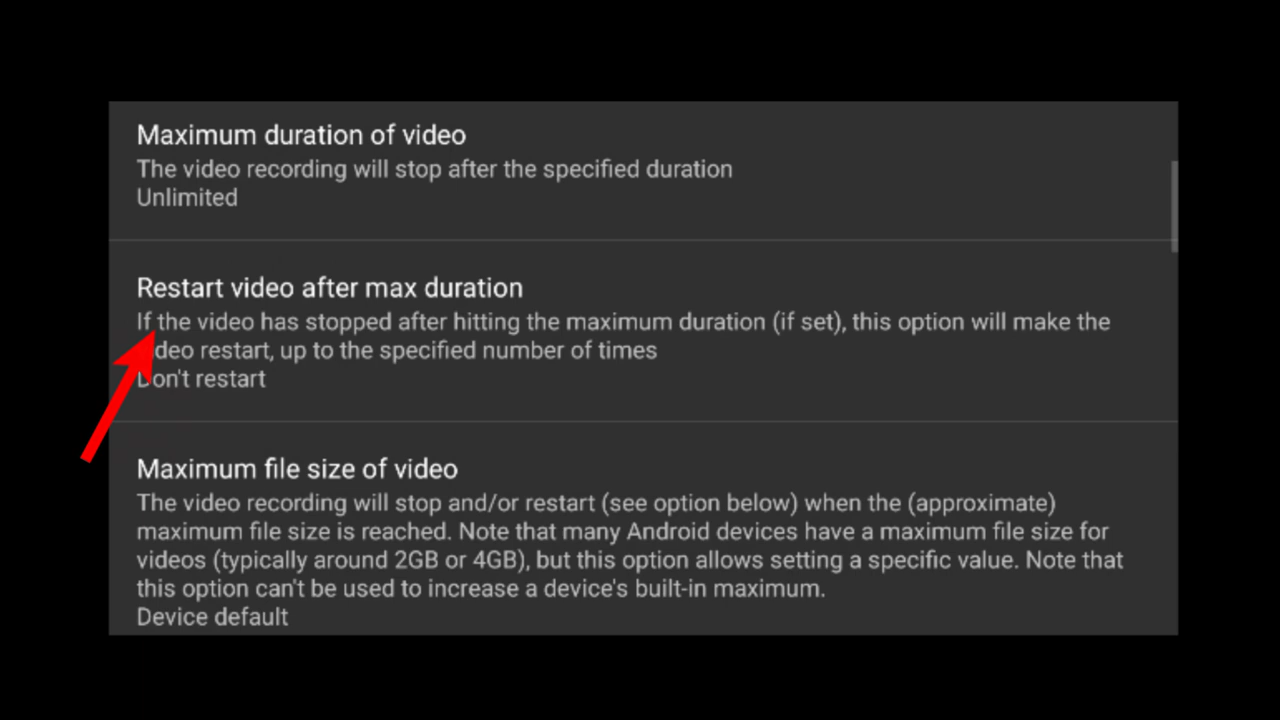 Maximum duration of video
The video recording will stop after the specified duration
Unlimited
Restart video after max duration
If the video has stopped after hitting the maximum duration (if set), this option will make the
video restart, up to the specified number of times
Don't restart
Maximum file size of video
The video recording will stop and/or restart (see option below) when the (approximate)
maximum file size is reached. Note that many Android devices have a maximum file size for
videos (typically around 2GB or 4GB), but this option allows setting a specific value. Note that
this option can't be used to increase a device's built-in maximum.
Device default